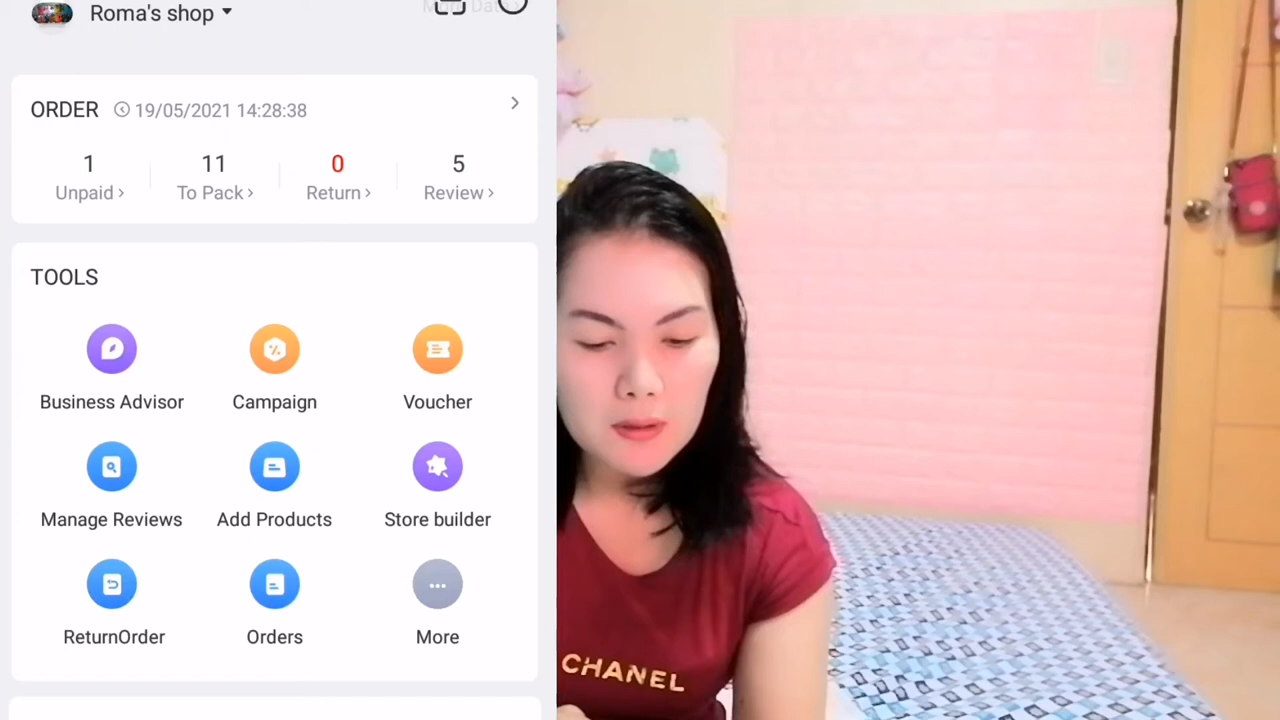 Roma's shop
ORDER 19/05/2021 14:28:38
1 11 0 5
Unpaid > To Pack > Return > Review >
TOOLS
Business Advisor Campaign Voucher
Manage Reviews Add Products Store builder
ReturnOrder Orders More
CHANEL